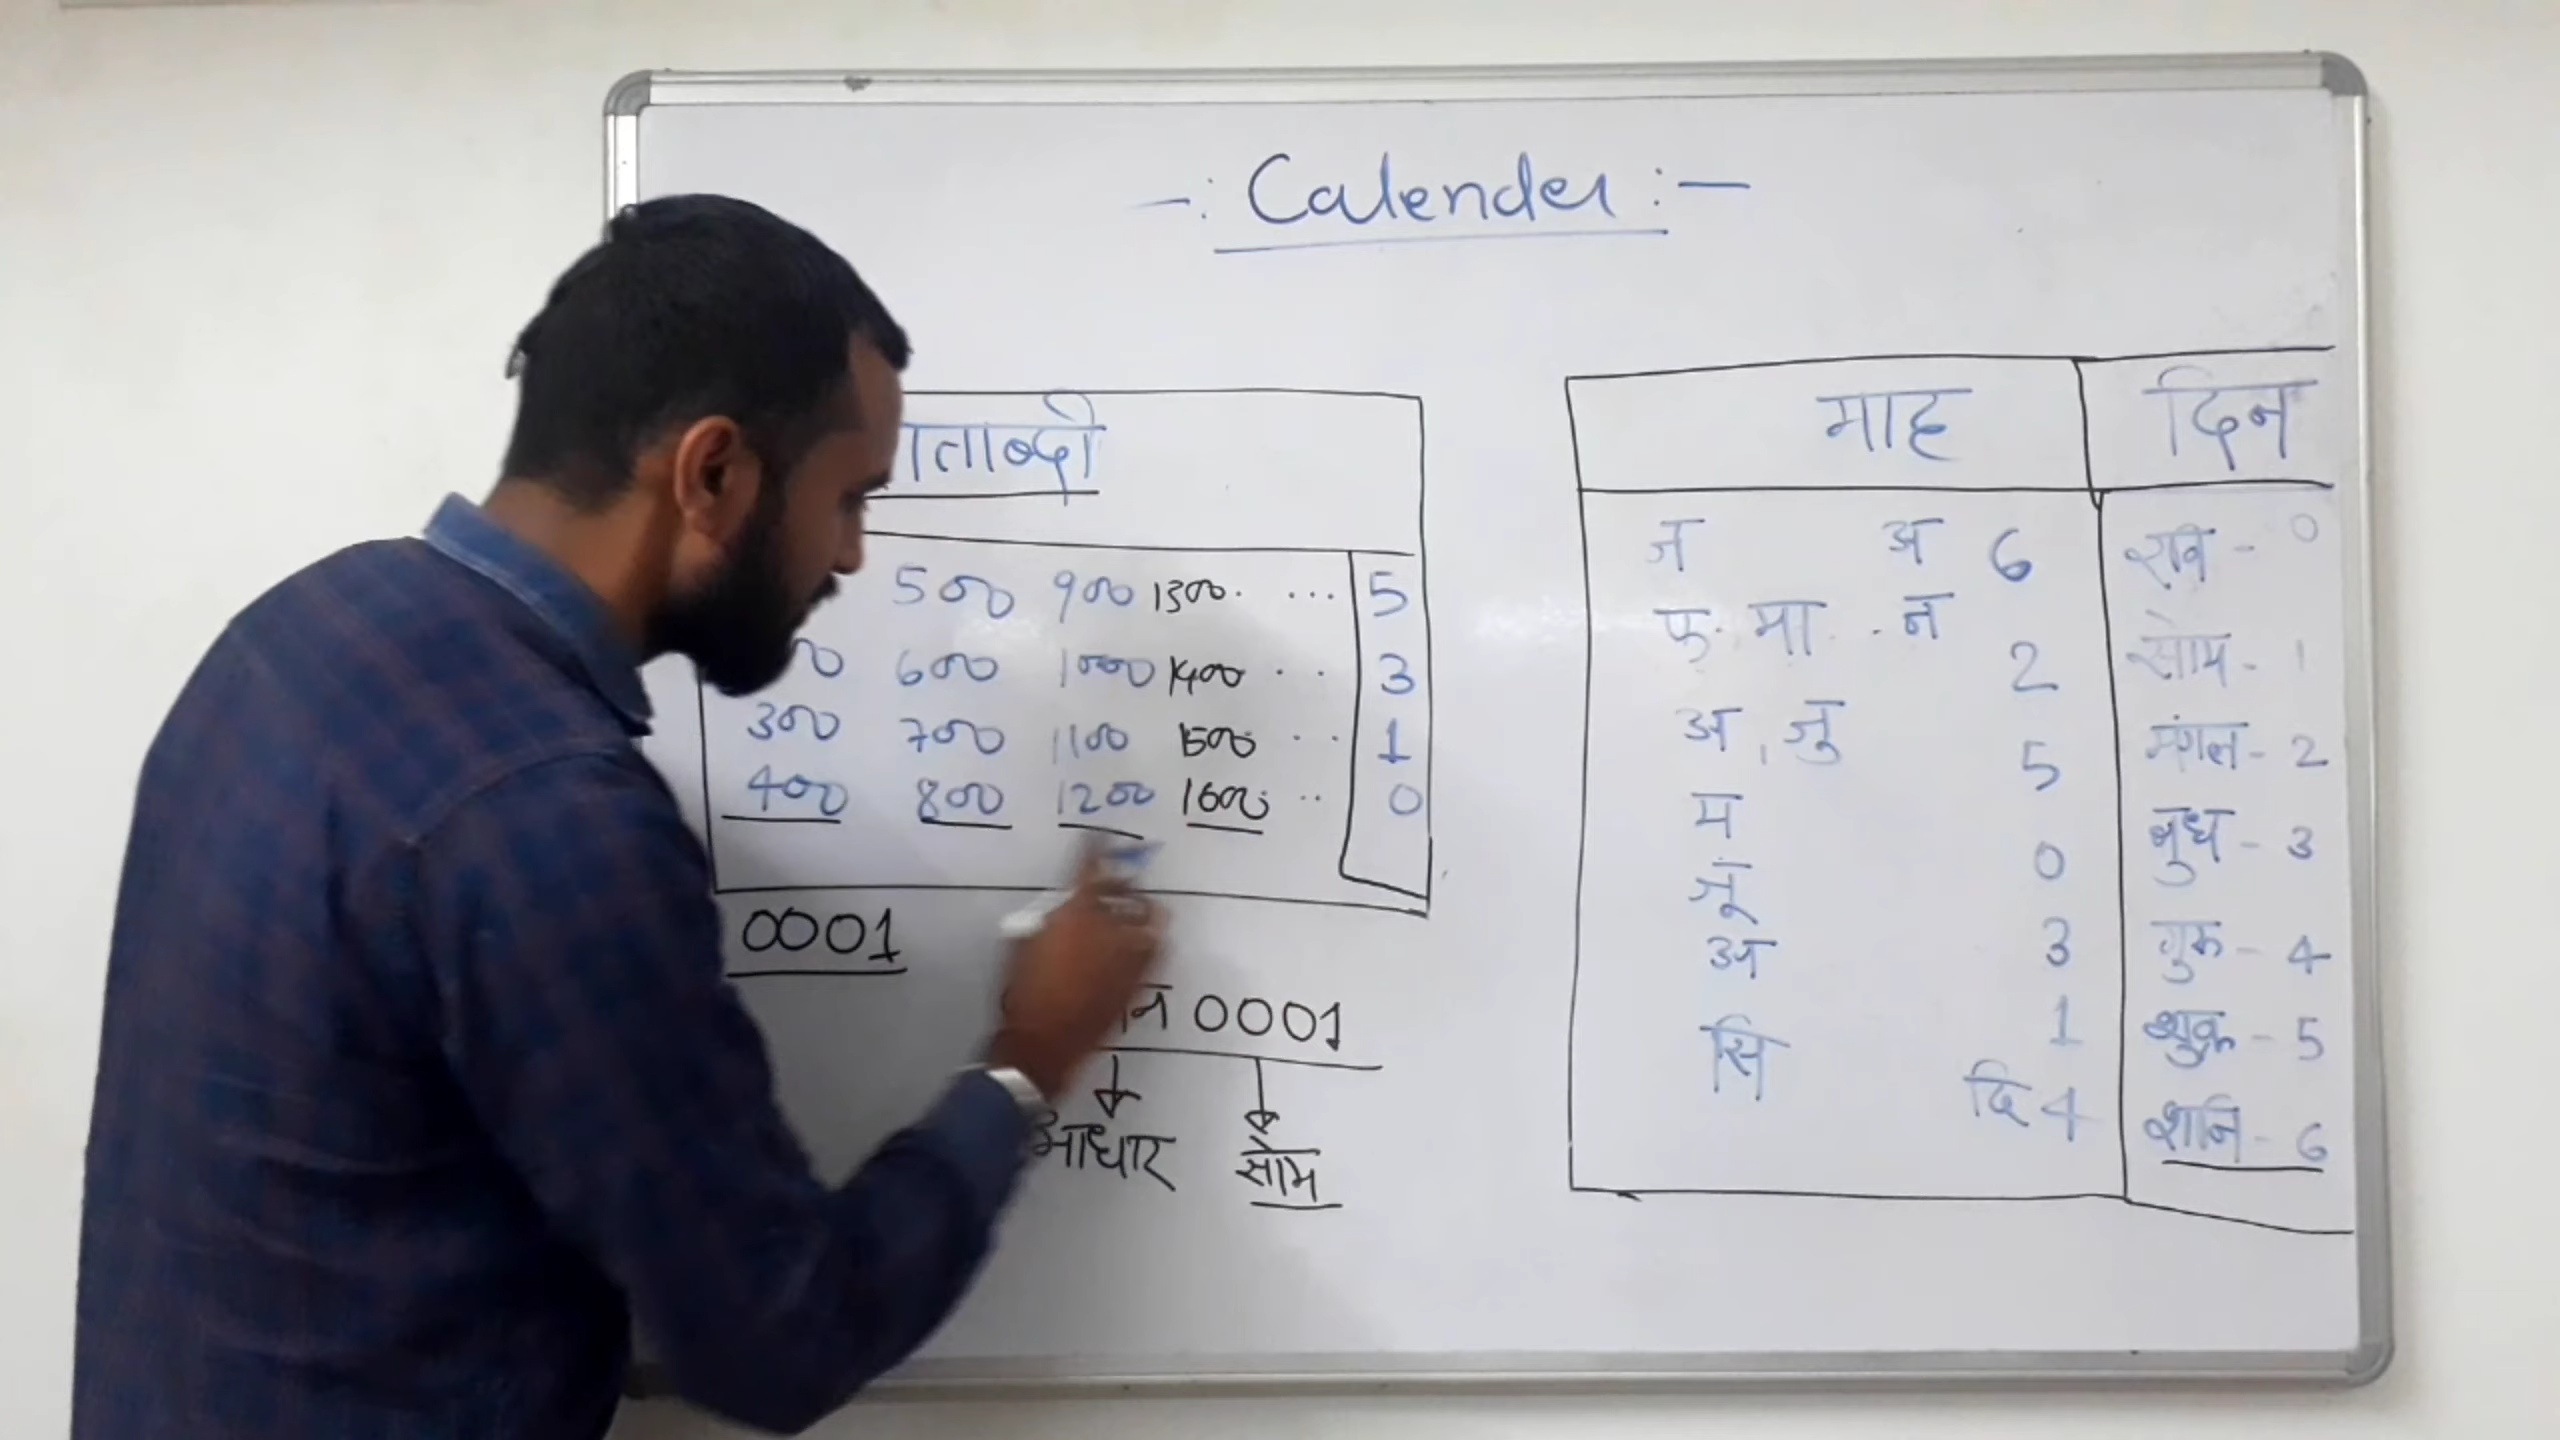 -: Calender :-
ताब्दी
500 900 1300 ... 5
600 1000 1400 .. 3
300 700 1100 1500 ... 1
400 800 1200 1600 .. 0
0001
0001
आधार
सोम
माह दिन
ज अ 6 रवि - 0
फ. मा . न 2 सोम - 1
अ , जु 5 मंगल - 2
म 0 बुध - 3
जू 3 गुरू - 4
अ 1 शुक्र - 5
सि दि 4 शनि - 6